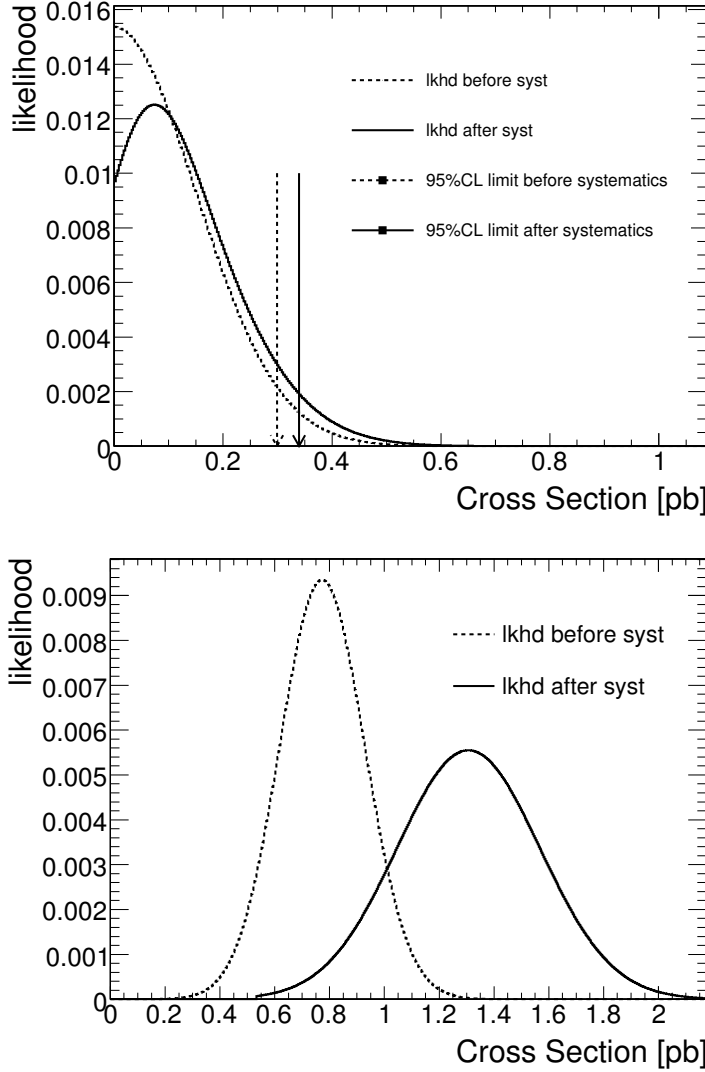 likelihood
0.016
0.014
0.012
0.01
0.008
0.006
0.004
0.002
0
lkhd before syst
lkhd after syst
95%CL limit before systematics
95%CL limit after systematics
0 0.2 0.4 0.6 0.8 1
Cross Section [pb]
likelihood
0.009
0.008
0.007
0.006
0.005
0.004
0.003
0.002
0.001
0
lkhd before syst
lkhd after syst
0 0.2 0.4 0.6 0.8 1 1.2 1.4 1.6 1.8 2
Cross Section [pb]